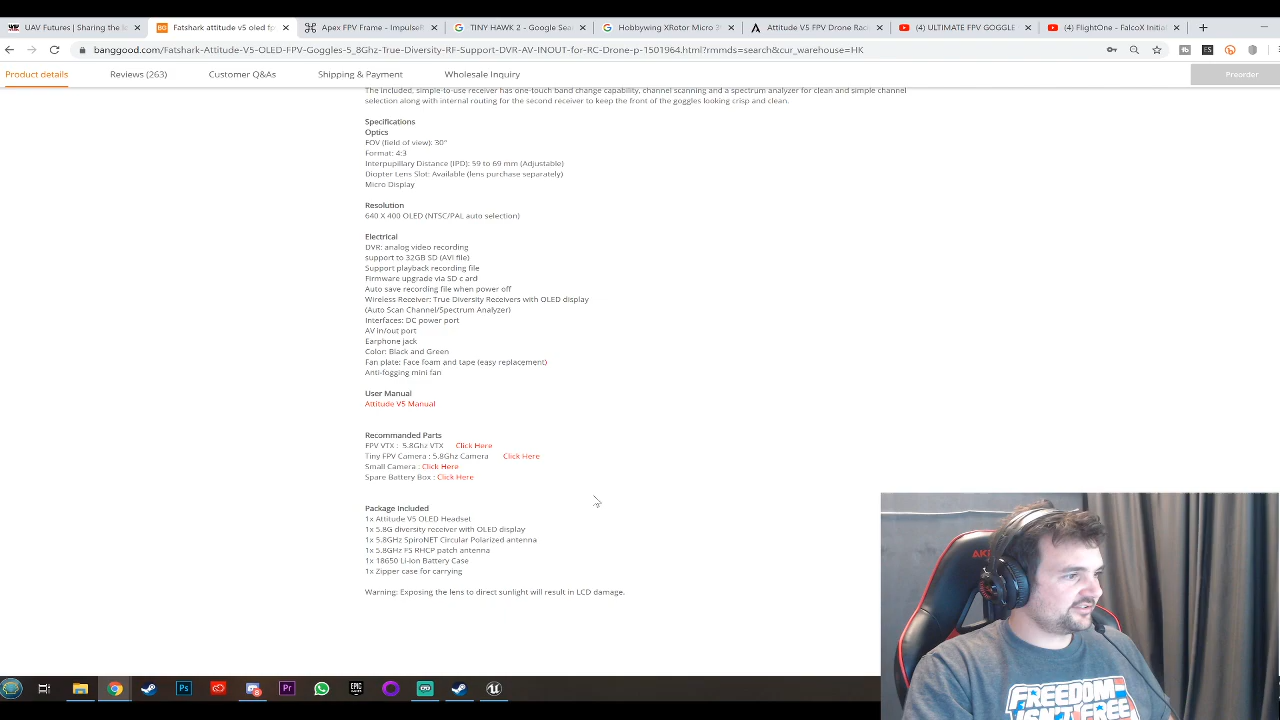 UAV Futures | Sharing the l
Fatshark attitude v5 oled fp
Apex FPV Frame - ImpulseR
TINY HAWK 2 - Google Sear
Hobbywing XRotor Micro 3
Attitude V5 FPV Drone Rac
(4) ULTIMATE FPV GOGGLE
(4) FlightOne - FalcoX Initia
banggood.com/Fatshark-Attitude-V5-OLED-FPV-Goggles-5_8Ghz-True-Diversity-RF-Support-DVR-AV-INOUT-for-RC-Drone-p-1501964.html?rmmds=search&cur_warehouse=HK
Product details Reviews (263) Customer Q&As Shipping & Payment Wholesale Inquiry Preorder
The included, simple-to-use receiver has one-touch band change capability, channel scanning and a spectrum analyzer for clean and simple channel
selection along with internal routing for the second receiver to keep the front of the goggles looking crisp and clean.
Specifications
Optics
FOV (field of view): 30°
Format: 4:3
Interpupillary Distance (IPD): 59 to 69 mm (Adjustable)
Diopter Lens Slot: Available (lens purchase separately)
Micro Display
Resolution
640 X 400 OLED (NTSC/PAL auto selection)
Electrical
DVR: analog video recording
support to 32GB SD (AVI file)
Support playback recording file
Firmware upgrade via SD c ard
Auto save recording file when power off
Wireless Receiver: True Diversity Receivers with OLED display
(Auto Scan Channel/Spectrum Analyzer)
Interfaces: DC power port
AV in/out port
Earphone jack
Color: Black and Green
Fan plate: Face foam and tape (easy replacement)
Anti-fogging mini fan
User Manual
Attitude V5 Manual
Recommanded Parts
FPV VTX : 5.8Ghz VTX Click Here
Tiny FPV Camera : 5.8Ghz Camera Click Here
Small Camera : Click Here
Spare Battery Box : Click Here
Package Included
1x Attitude V5 OLED Headset
1x 5.8G diversity receiver with OLED display
1x 5.8GHz SpiroNET Circular Polarized antenna
1x 5.8GHz FS RHCP patch antenna
1x 18650 Li-Ion Battery Case
1x Zipper case for carrying
Warning: Exposing the lens to direct sunlight will result in LCD damage.
FREEDOM
ISN'T FREE